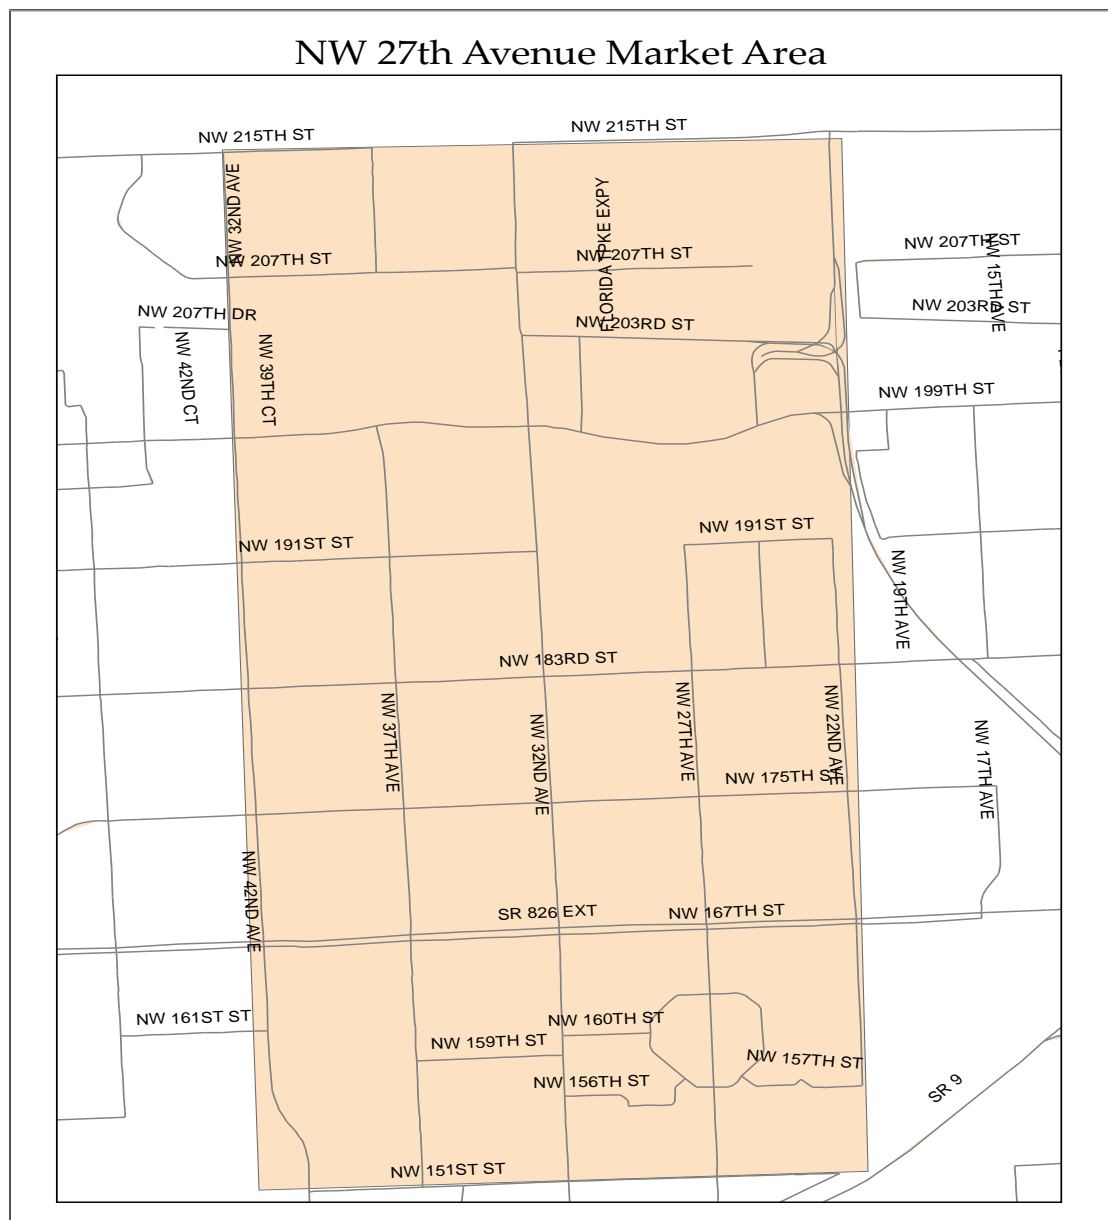 NW 27th Avenue Market Area
NW 215TH ST
NW 215TH ST
NW 32ND AVE
FLORIDA TPKE EXPY
NW 207TH ST
NW 207TH ST
NW 207TH ST
NW 15TH AVE
NW 207TH DR
NW 203RD ST
NW 203RD ST
NW 42ND CT
NW 39TH CT
NW 199TH ST
NW 191ST ST
NW 191ST ST
NW 19TH AVE
NW 183RD ST
NW 37TH AVE
NW 32ND AVE
NW 27TH AVE
NW 22ND AVE
NW 17TH AVE
NW 175TH ST
NW 42ND AVE
SR 826 EXT
NW 167TH ST
NW 161ST ST
NW 160TH ST
NW 159TH ST
NW 157TH ST
NW 156TH ST
SR 9
NW 151ST ST